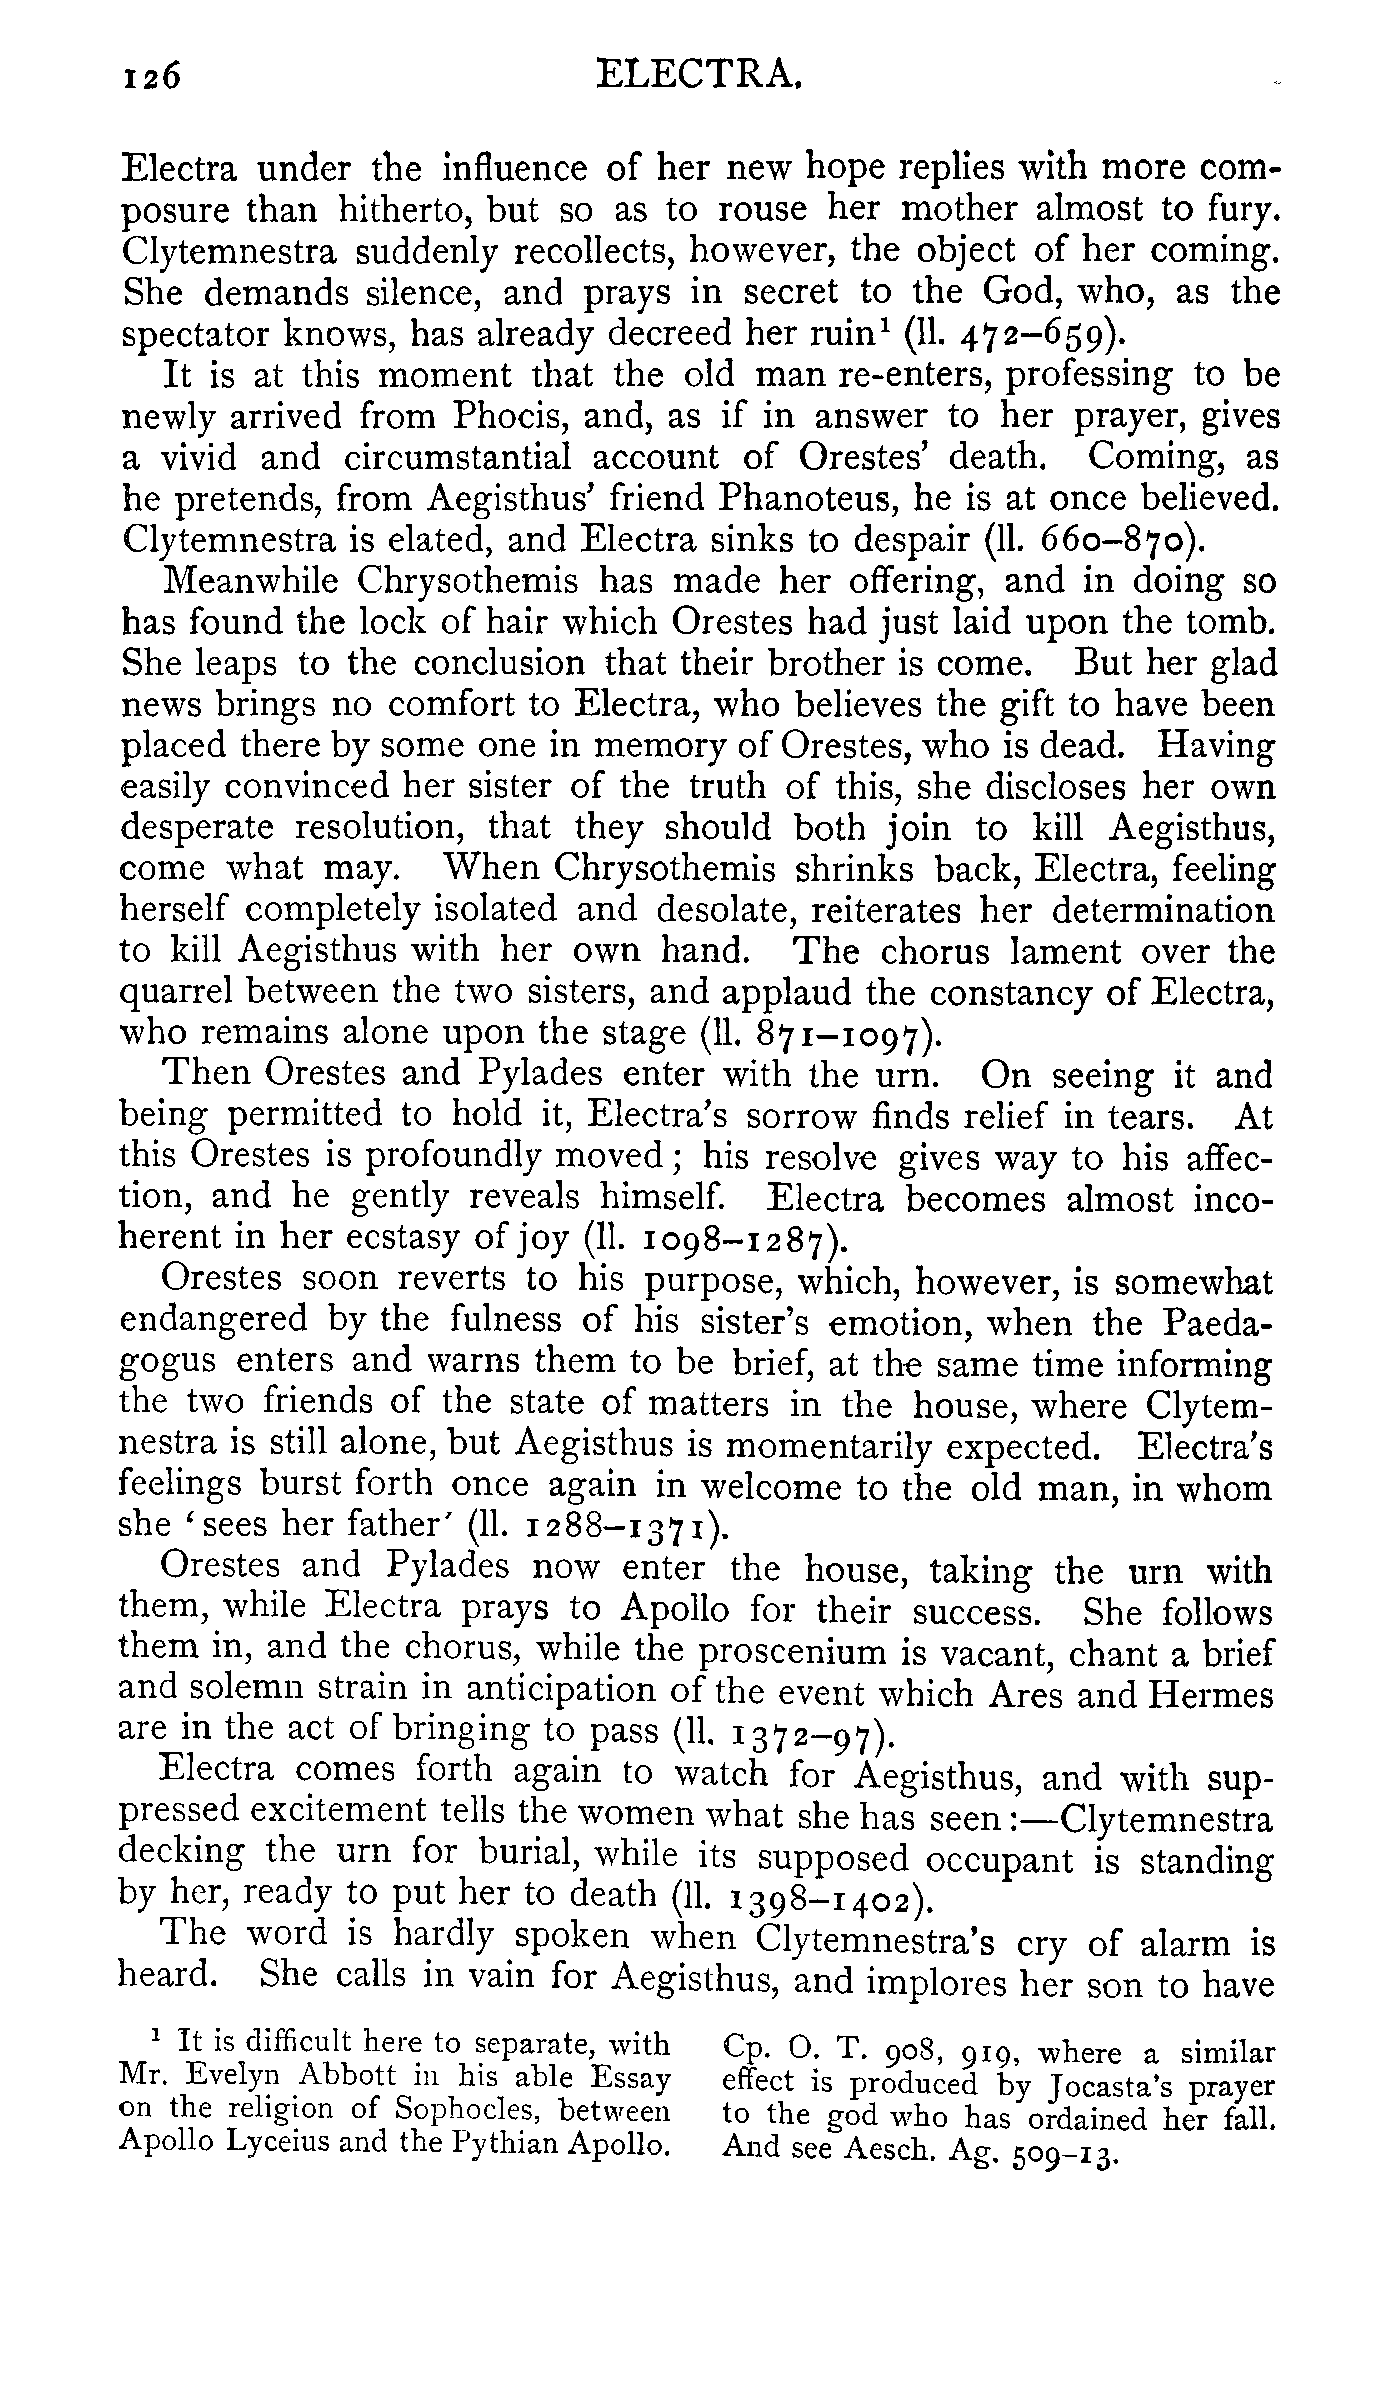 126 ELECTRA.
Electra under the influence of her new hope replies with more com-
posure than hitherto, but so as to rouse her mother almost to fury.
Clytemnestra suddenly recollects, however, the object of her coming.
She demands silence, and prays in secret to the God, who, as the
spectator knows, has already decreed her ruin¹ (ll. 472–659).
It is at this moment that the old man re-enters, professing to be
newly arrived from Phocis, and, as if in answer to her prayer, gives
a vivid and circumstantial account of Orestes’ death. Coming, as
he pretends, from Aegisthus’ friend Phanoteus, he is at once believed.
Clytemnestra is elated, and Electra sinks to despair (ll. 660–870).
Meanwhile Chrysothemis has made her offering, and in doing so
has found the lock of hair which Orestes had just laid upon the tomb.
She leaps to the conclusion that their brother is come. But her glad
news brings no comfort to Electra, who believes the gift to have been
placed there by some one in memory of Orestes, who is dead. Having
easily convinced her sister of the truth of this, she discloses her own
desperate resolution, that they should both join to kill Aegisthus,
come what may. When Chrysothemis shrinks back, Electra, feeling
herself completely isolated and desolate, reiterates her determination
to kill Aegisthus with her own hand. The chorus lament over the
quarrel between the two sisters, and applaud the constancy of Electra,
who remains alone upon the stage (ll. 871–1097).
Then Orestes and Pylades enter with the urn. On seeing it and
being permitted to hold it, Electra’s sorrow finds relief in tears. At
this Orestes is profoundly moved; his resolve gives way to his affec-
tion, and he gently reveals himself. Electra becomes almost inco-
herent in her ecstasy of joy (ll. 1098–1287).
Orestes soon reverts to his purpose, which, however, is somewhat
endangered by the fulness of his sister’s emotion, when the Paeda-
gogus enters and warns them to be brief, at the same time informing
the two friends of the state of matters in the house, where Clytem-
nestra is still alone, but Aegisthus is momentarily expected. Electra’s
feelings burst forth once again in welcome to the old man, in whom
she ‘sees her father’ (ll. 1288–1371).
Orestes and Pylades now enter the house, taking the urn with
them, while Electra prays to Apollo for their success. She follows
them in, and the chorus, while the proscenium is vacant, chant a brief
and solemn strain in anticipation of the event which Ares and Hermes
are in the act of bringing to pass (ll. 1372–97).
Electra comes forth again to watch for Aegisthus, and with sup-
pressed excitement tells the women what she has seen:—Clytemnestra
decking the urn for burial, while its supposed occupant is standing
by her, ready to put her to death (ll. 1398–1402).
The word is hardly spoken when Clytemnestra’s cry of alarm is
heard. She calls in vain for Aegisthus, and implores her son to have
¹ It is difficult here to separate, with
Mr. Evelyn Abbott in his able Essay
on the religion of Sophocles, between
Apollo Lyceius and the Pythian Apollo.
Cp. O. T. 908, 919, where a similar
effect is produced by Jocasta’s prayer
to the god who has ordained her fall.
And see Aesch. Ag. 509–13.